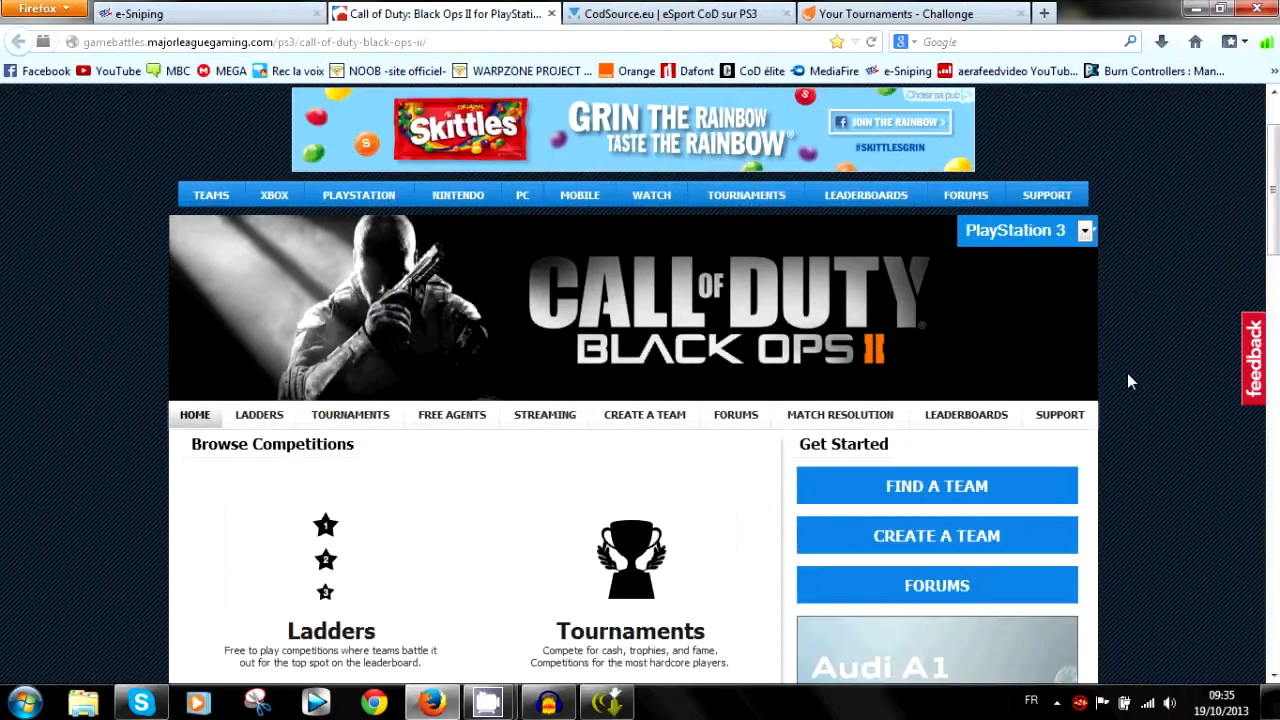 Firefox
e-Sniping
Call of Duty: Black Ops II for PlayStati...
CodSource.eu | eSport CoD sur PS3
Your Tournaments - Challonge
gamebattles.majorleaguegaming.com/ps3/call-of-duty-black-ops-ii/
Google
Facebook YouTube MBC MEGA Rec la voix NOOB -site officiel- WARPZONE PROJECT ... Orange Dafont CoD élite MediaFire e-Sniping aerafeedvideo YouTub... Burn Controllers : Man...
Skittles
GRIN THE RAINBOW
TASTE THE RAINBOW
JOIN THE RAINBOW >
#SKITTLESGRIN
TEAMS XBOX PLAYSTATION NINTENDO PC MOBILE WATCH TOURNAMENTS LEADERBOARDS FORUMS SUPPORT
PlayStation 3
CALL OF DUTY
BLACK OPS II
feedback
HOME LADDERS TOURNAMENTS FREE AGENTS STREAMING CREATE A TEAM FORUMS MATCH RESOLUTION LEADERBOARDS SUPPORT
Browse Competitions
Get Started
FIND A TEAM
CREATE A TEAM
FORUMS
1
2
3
Ladders
Free to play competitions where teams battle it
out for the top spot on the leaderboard.
Tournaments
Compete for cash, trophies, and fame.
Competitions for the most hardcore players.
Audi A1
FR
09:35
19/10/2013